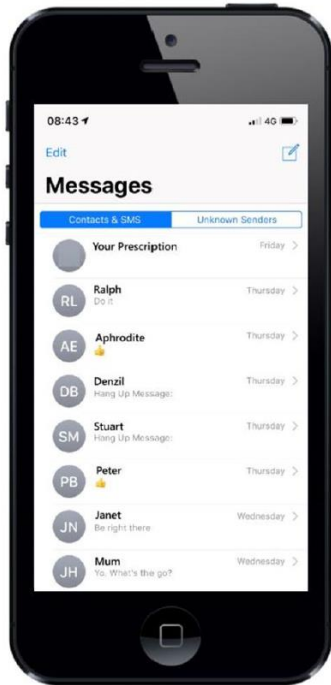 08:43 4G
Edit
Messages
Contacts & SMS Unknown Senders
Your Prescription Friday
RL Ralph Thursday
Do it
AE Aphrodite Thursday
👍
DB Denzil Thursday
Hang Up Message:
SM Stuart Thursday
Hang Up Message:
PB Peter Thursday
👍
JN Janet Wednesday
Be right there
JH Mum Wednesday
Yo. What's the go?